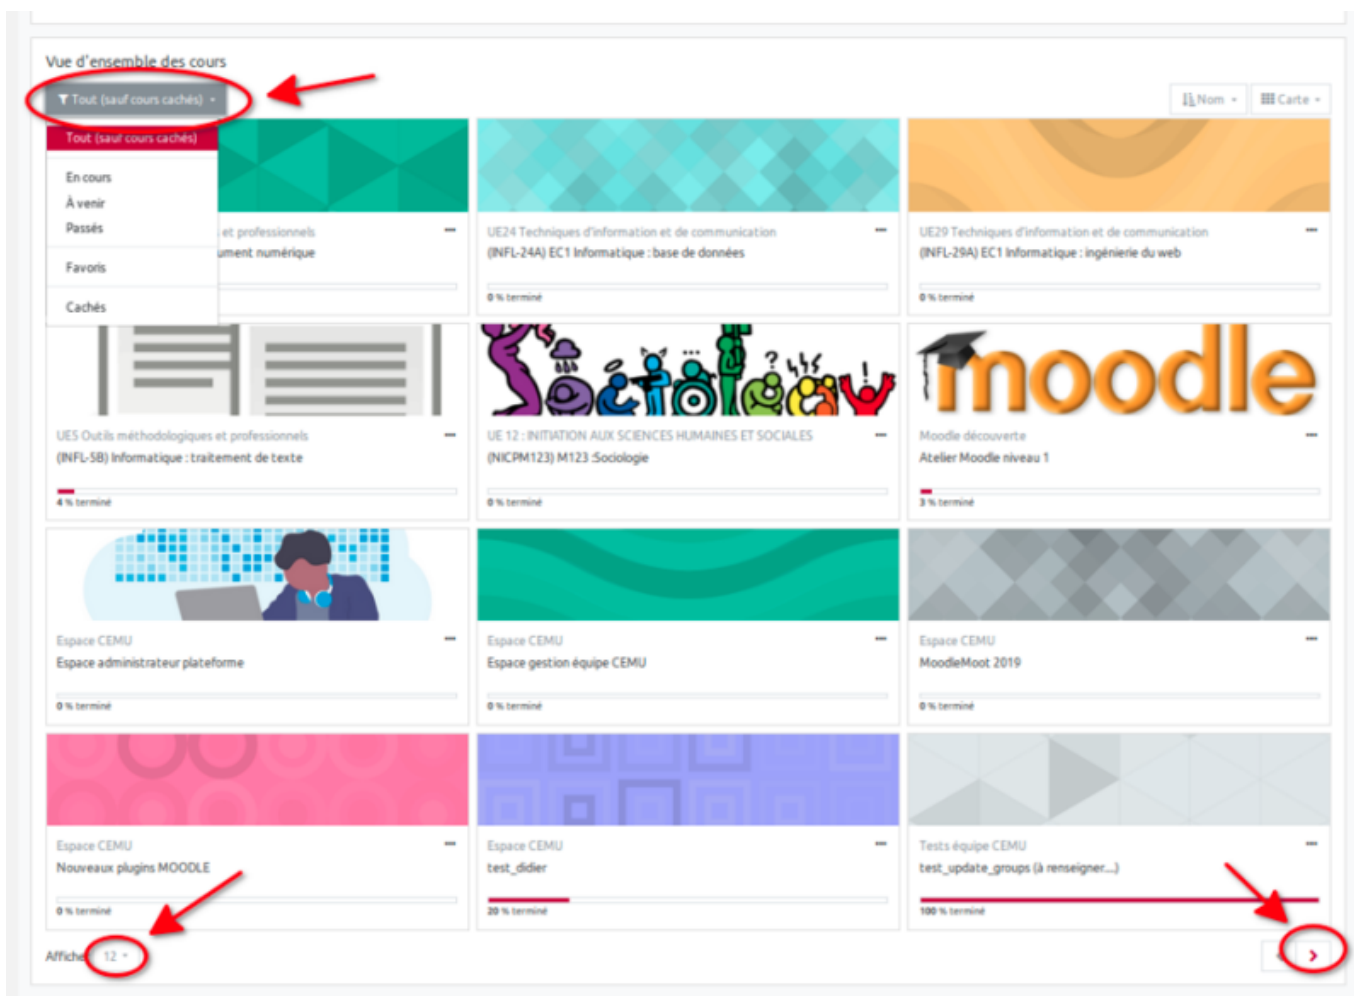 Vue d'ensemble des cours
Tout (sauf cours cachés)
Nom
Carte
Tout (sauf cours cachés)
En cours
À venir
Passés
Favoris
Cachés
et professionnels
ument numérique
UE24 Techniques d'information et de communication
(INFL-24A) EC1 Informatique : base de données
0 % terminé
UE29 Techniques d'information et de communication
(INFL-29A) EC1 Informatique : ingénierie du web
0 % terminé
UE5 Outils méthodologiques et professionnels
(INFL-5B) Informatique : traitement de texte
4 % terminé
Sociology
UE 12 : INITIATION AUX SCIENCES HUMAINES ET SOCIALES
(NICPM123) M123 :Sociologie
0 % terminé
moodle
Moodle découverte
Atelier Moodle niveau 1
3 % terminé
Espace CEMU
Espace administrateur plateforme
0 % terminé
Espace CEMU
Espace gestion équipe CEMU
0 % terminé
Espace CEMU
MoodleMoot 2019
0 % terminé
Espace CEMU
Nouveaux plugins MOODLE
0 % terminé
Espace CEMU
test_didier
20 % terminé
Tests équipe CEMU
test_update_groups (à renseigner....)
100 % terminé
Affiche
12